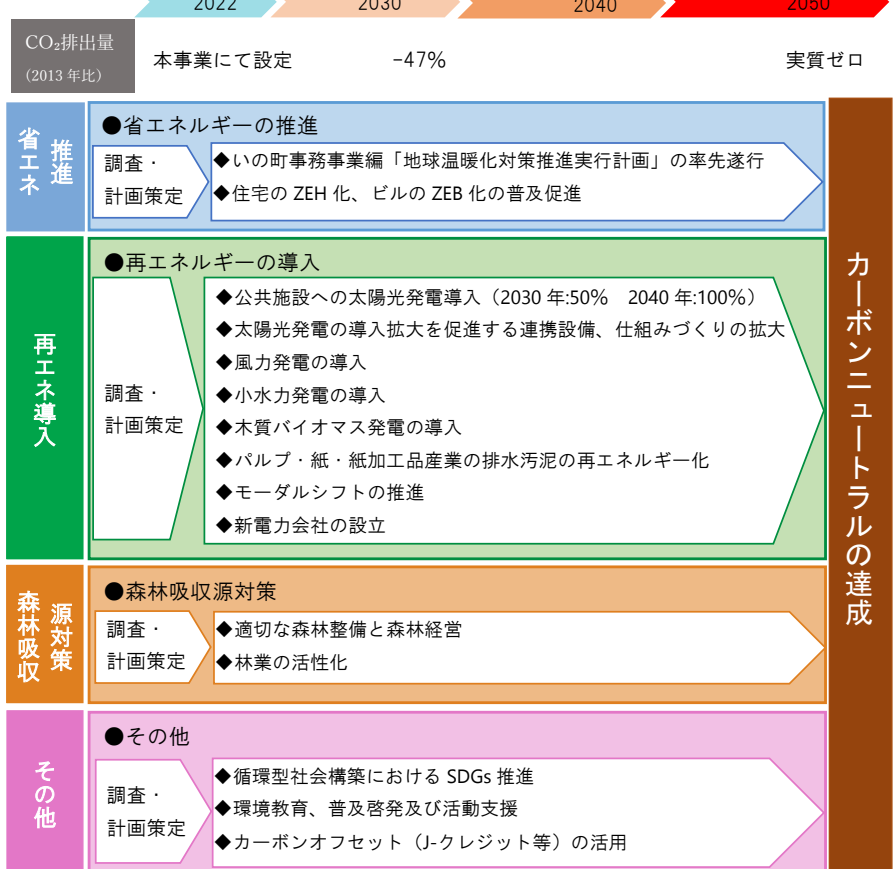 2022 2030 2040 2050
CO₂排出量
(2013 年比)
本事業にて設定 -47% 実質ゼロ
省エネ
推進
●省エネルギーの推進
調査・
計画策定
◆いの町事務事業編「地球温暖化対策推進実行計画」の率先遂行
◆住宅の ZEH 化、ビルの ZEB 化の普及促進
再エネ導入
●再エネルギーの導入
調査・
計画策定
◆公共施設への太陽光発電導入（2030 年:50%　2040 年:100%）
◆太陽光発電の導入拡大を促進する連携設備、仕組みづくりの拡大
◆風力発電の導入
◆小水力発電の導入
◆木質バイオマス発電の導入
◆パルプ・紙・紙加工品産業の排水汚泥の再エネルギー化
◆モーダルシフトの推進
◆新電力会社の設立
森林吸収
源対策
●森林吸収源対策
調査・
計画策定
◆適切な森林整備と森林経営
◆林業の活性化
その他
●その他
調査・
計画策定
◆循環型社会構築における SDGs 推進
◆環境教育、普及啓発及び活動支援
◆カーボンオフセット（J-クレジット等）の活用
カーボンニュートラルの達成